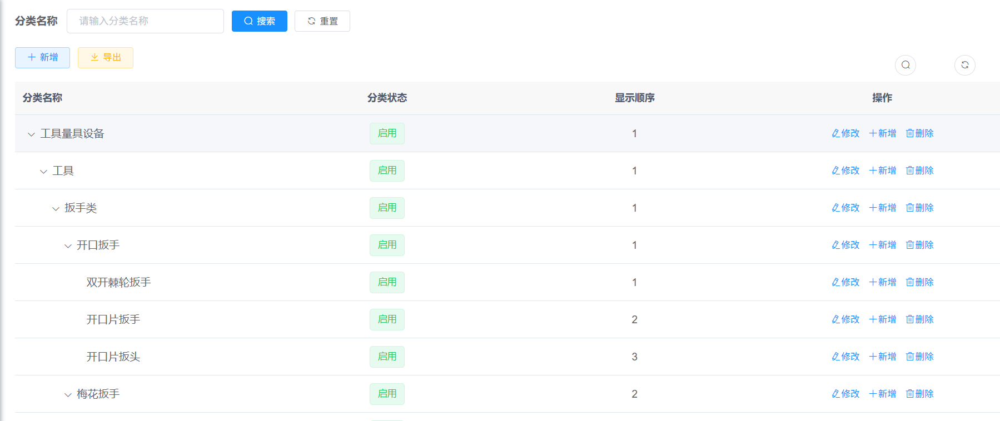 分类名称 请输入分类名称 搜索 重置
新增 导出
分类名称 分类状态 显示顺序 操作
工具量具设备 启用 1 修改 新增 删除
工具 启用 1 修改 新增 删除
扳手类 启用 1 修改 新增 删除
开口扳手 启用 1 修改 新增 删除
双开棘轮扳手 启用 1 修改 新增 删除
开口片扳手 启用 2 修改 新增 删除
开口片扳头 启用 3 修改 新增 删除
梅花扳手 启用 2 修改 新增 删除